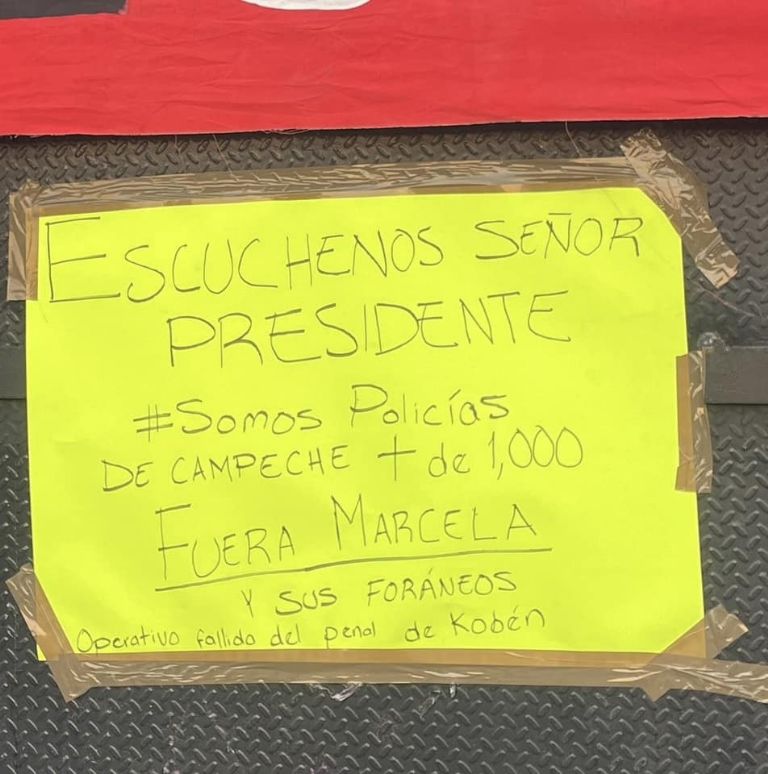 ESCUCHENOS SEÑOR
PRESIDENTE
#Somos Policías
DE CAMPECHE + de 1,000
FUERA MARCELA
Y SUS FORÁNEOS
Operativo fallido del penal de Kobén